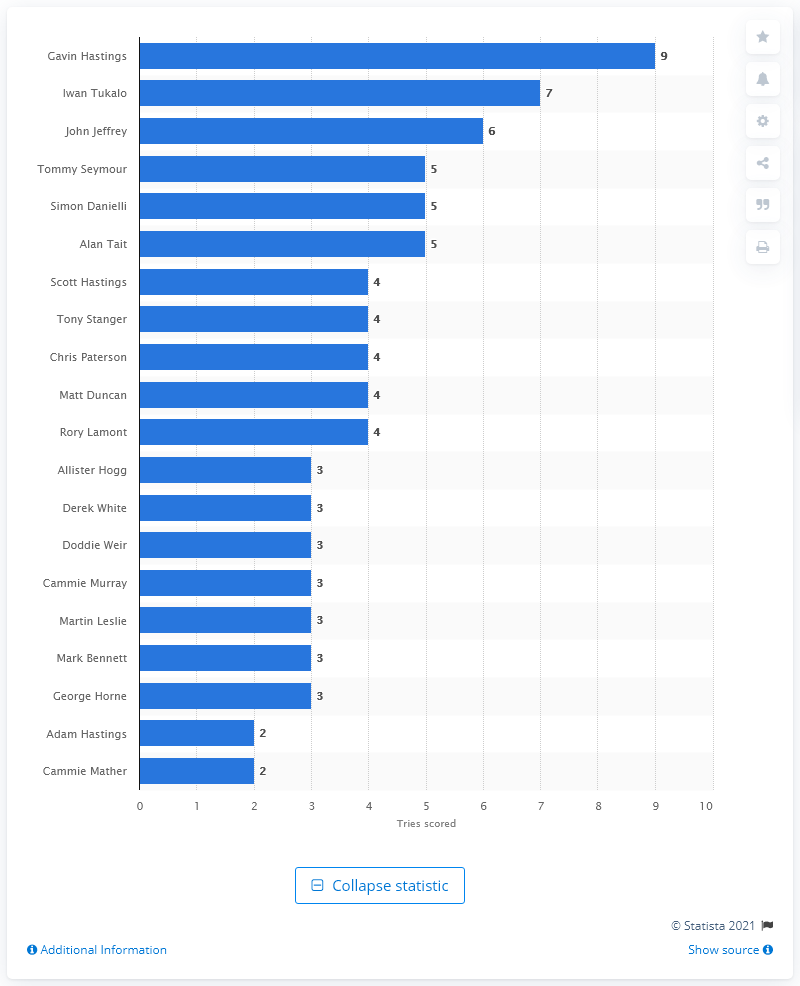 Gavin Hastings 9
Iwan Tukalo 7
John Jeffrey 6
Tommy Seymour 5
Simon Danielli 5
Alan Tait 5
Scott Hastings 4
Tony Stanger 4
Chris Paterson 4
Matt Duncan 4
Rory Lamont 4
Allister Hogg 3
Derek White 3
Doddie Weir 3
Cammie Murray 3
Martin Leslie 3
Mark Bennett 3
George Horne 3
Adam Hastings 2
Cammie Mather 2
0 1 2 3 4 5 6 7 8 9 10
Tries scored
Collapse statistic
© Statista 2021
Additional Information
Show source